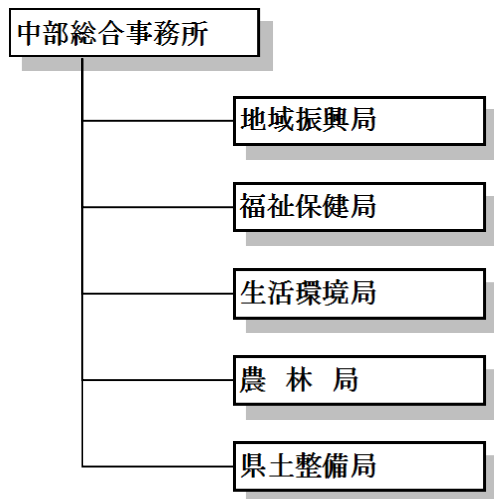 中部総合事務所
地域振興局
福祉保健局
生活環境局
農 林 局
県土整備局